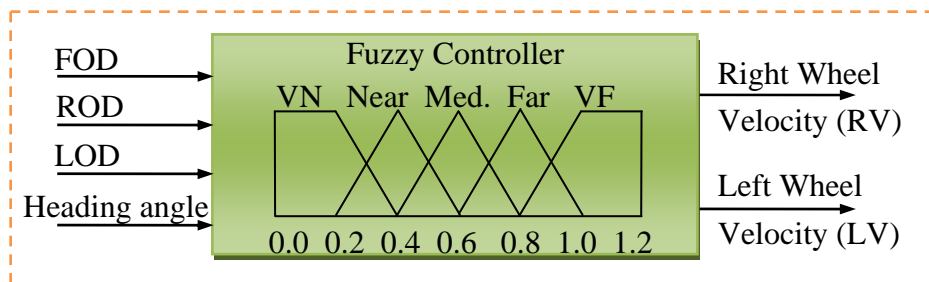 FOD
ROD
LOD
Heading angle
Fuzzy Controller
VN Near Med. Far VF
0.0 0.2 0.4 0.6 0.8 1.0 1.2
Right Wheel
Velocity (RV)
Left Wheel
Velocity (LV)